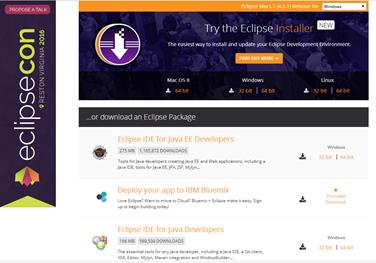 PROPOSE A TALK
eclipsecon
RESTON VIRGINIA 2016
Eclipse Mars.1 (4.5.1) Release for
Windows
Try the Eclipse Installer NEW
The easiest way to install and update your Eclipse Development Environment.
FIND OUT MORE
Mac OS X Windows Linux
64 bit 32 bit | 64 bit 32 bit | 64 bit
...or download an Eclipse Package
Eclipse IDE for Java EE Developers
275 MB 1,165,872 DOWNLOADS
Tools for Java developers creating Java EE and Web applications, including a
Java IDE, tools for Java EE, JPA, JSF, Mylyn...
Windows
32 bit | 64 bit
Deploy your app to IBM Bluemix
Love Eclipse? Want to move to Cloud? Bluemix + Eclipse make it easy. Sign
up to begin building today!
Promoted
Download
Eclipse IDE for Java Developers
166 MB 569,534 DOWNLOADS
The essential tools for any Java developer, including a Java IDE, a Git client,
XML Editor, Mylyn, Maven integration and WindowBuilder...
Windows
32 bit | 64 bit